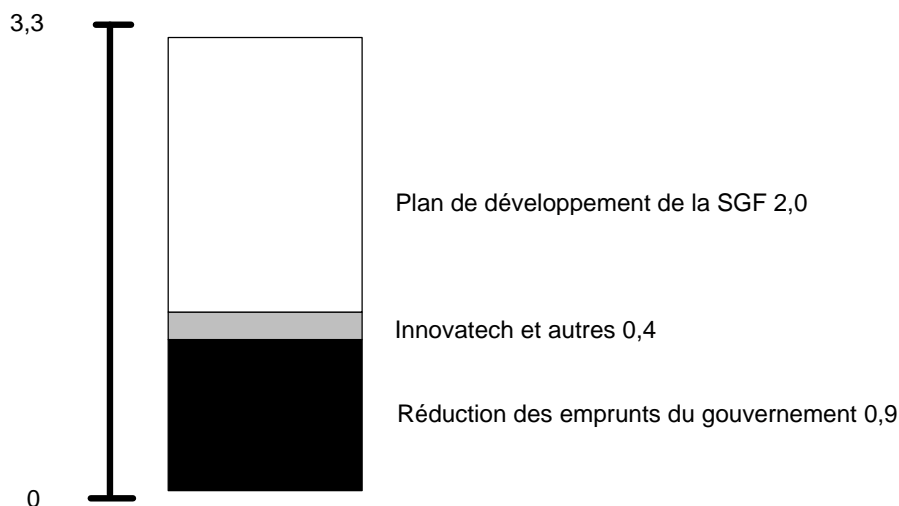 3,3
Plan de développement de la SGF 2,0
Innovatech et autres 0,4
Réduction des emprunts du gouvernement 0,9
0